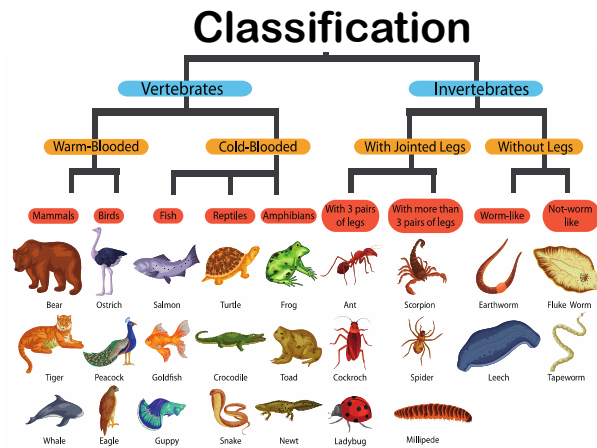 Classification
Vertebrates Invertebrates
Warm-Blooded Cold-Blooded With Jointed Legs Without Legs
Mammals Birds Fish Reptiles Amphibians With 3 pairs of legs With more than 3 pairs of legs Worm-like Not-worm like
Bear Ostrich Salmon Turtle Frog Ant Scorpion Earthworm Fluke Worm
Tiger Peacock Goldfish Crocodile Toad Cockroch Spider Leech Tapeworm
Whale Eagle Guppy Snake Newt Ladybug Millipede